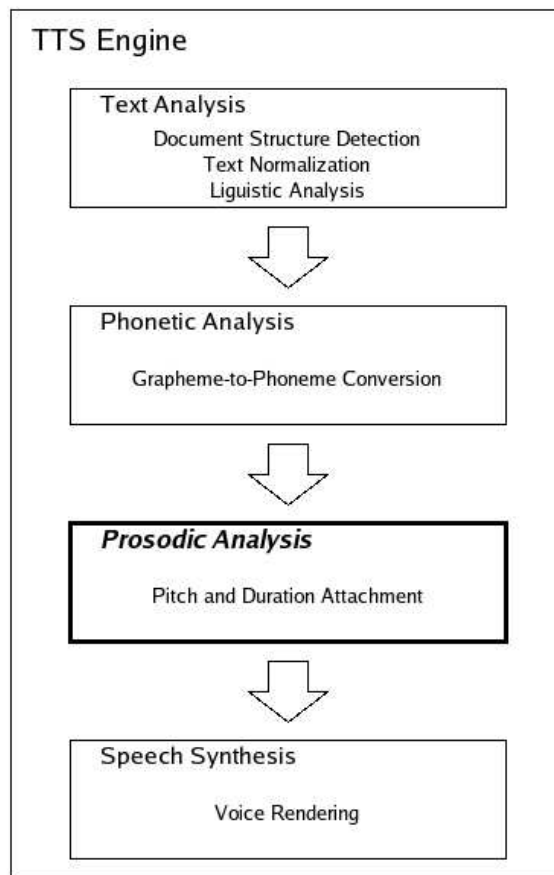 TTS Engine
Text Analysis
Document Structure Detection
Text Normalization
Liguistic Analysis
Phonetic Analysis
Grapheme-to-Phoneme Conversion
Prosodic Analysis
Pitch and Duration Attachment
Speech Synthesis
Voice Rendering